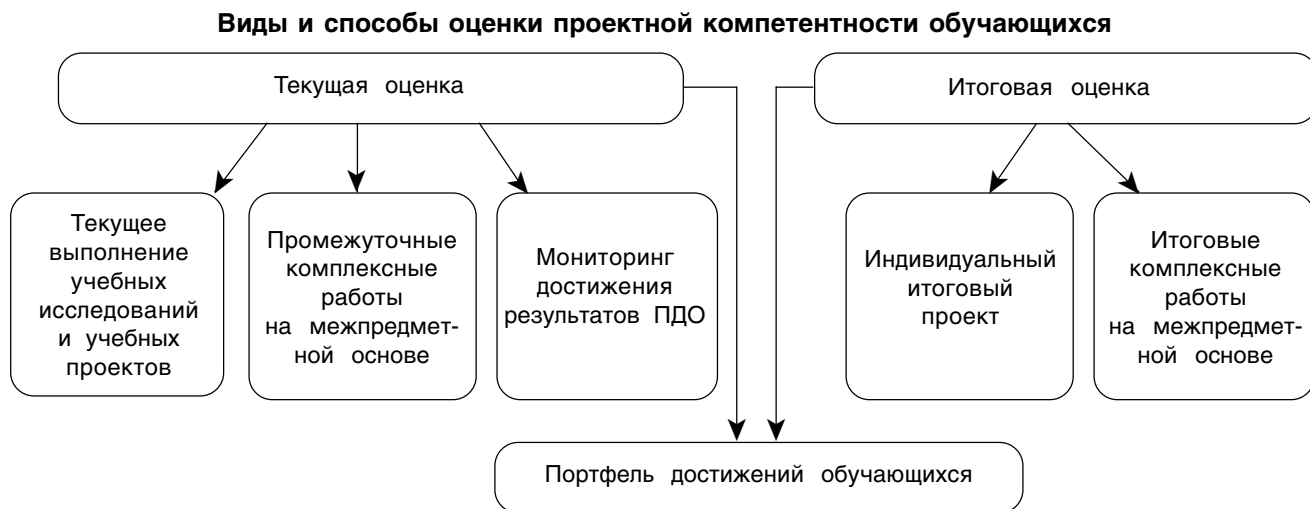 Виды и способы оценки проектной компетентности обучающихся
Текущая оценка
Итоговая оценка
Текущее
выполнение
учебных
исследований
и учебных
проектов
Промежуточные
комплексные
работы
на межпредмет-
ной основе
Мониторинг
достижения
результатов ПДО
Индивидуальный
итоговый
проект
Итоговые
комплексные
работы
на межпредмет-
ной основе
Портфель достижений обучающихся